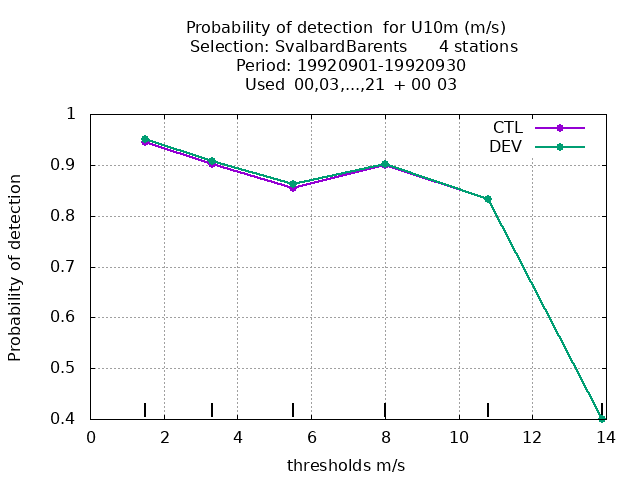 Probability of detection  for U10m (m/s)
Selection: SvalbardBarents      4 stations
Period: 19920901-19920930
Used  00,03,...,21  + 00 03
CTL
DEV
Probability of detection
1
0.9
0.8
0.7
0.6
0.5
0.4
0 2 4 6 8 10 12 14
thresholds m/s